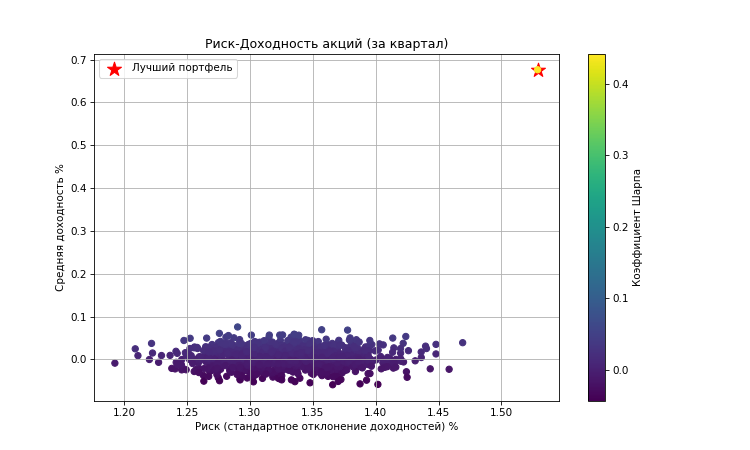 Риск-Доходность акций (за квартал)
Лучший портфель
Средняя доходность %
0.7
0.6
0.5
0.4
0.3
0.2
0.1
0.0
1.20 1.25 1.30 1.35 1.40 1.45 1.50
Риск (стандартное отклонение доходностей) %
0.4
0.3
0.2
0.1
0.0
Коэффициент Шарпа